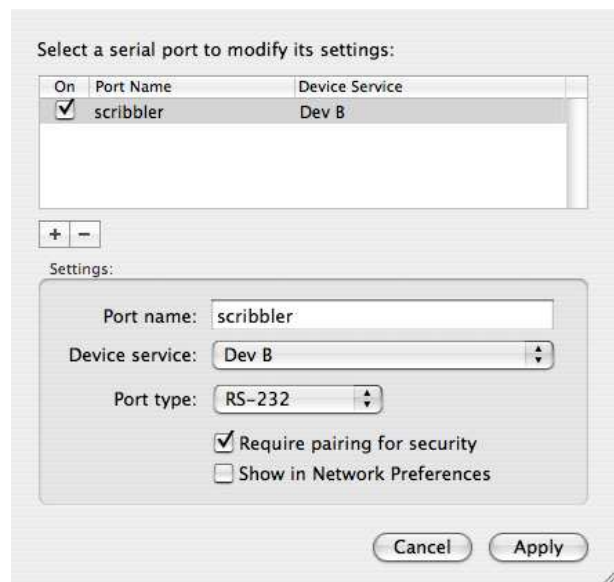 Select a serial port to modify its settings:
On Port Name Device Service
scribbler Dev B
+ −
Settings:
Port name: scribbler
Device service: Dev B
Port type: RS-232
Require pairing for security
Show in Network Preferences
Cancel Apply